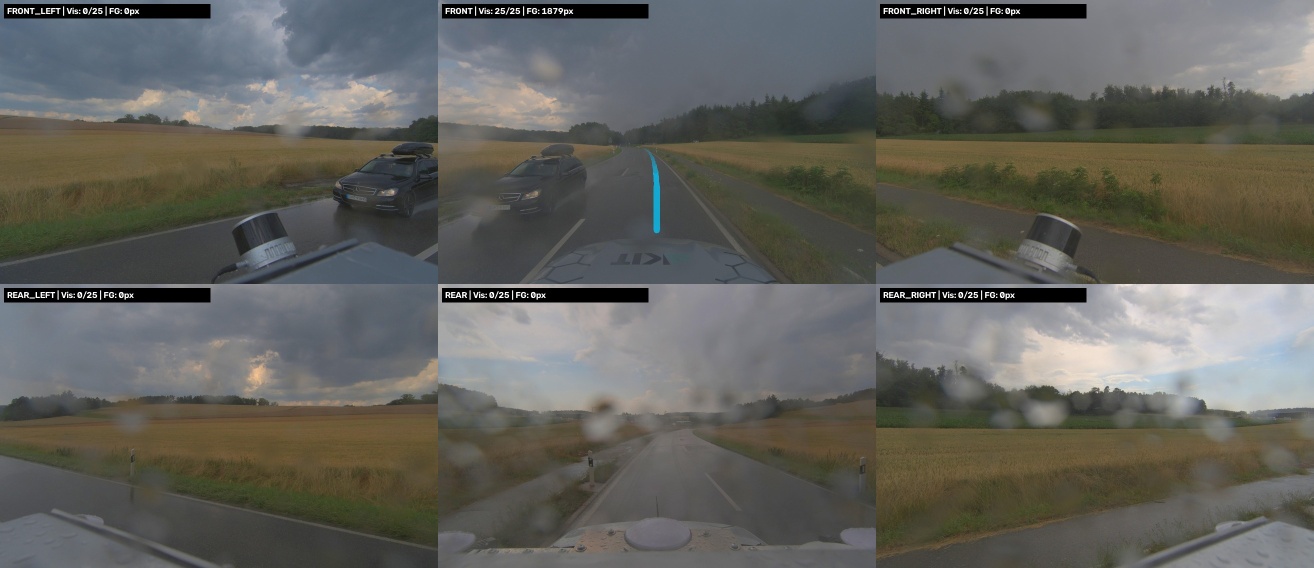 FRONT_LEFT | Vis: 0/25 | FG: 0px
FRONT | Vis: 25/25 | FG: 1879px
FRONT_RIGHT | Vis: 0/25 | FG: 0px
KIT
REAR_LEFT | Vis: 0/25 | FG: 0px
REAR | Vis: 0/25 | FG: 0px
REAR_RIGHT | Vis: 0/25 | FG: 0px